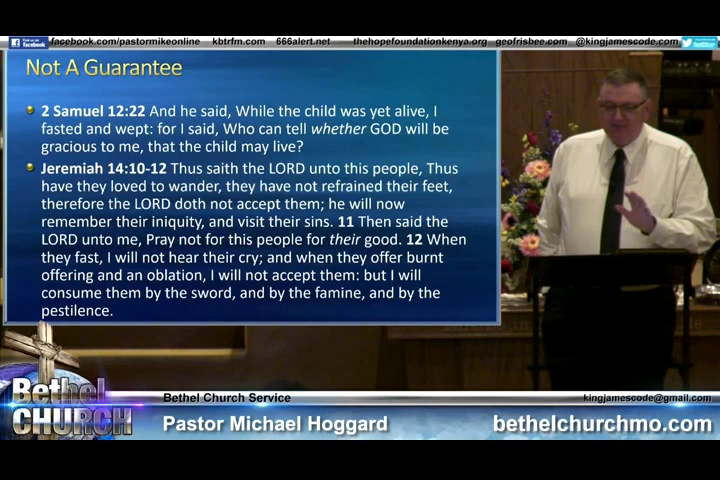 Find us on facebook
facebook.com/pastormikeonline kbtrfm.com 666alert.net thehopefoundationkenya.org geofrisbee.com @kingjamescode twitter
Not A Guarantee
2 Samuel 12:22 And he said, While the child was yet alive, I
fasted and wept: for I said, Who can tell whether GOD will be
gracious to me, that the child may live?
Jeremiah 14:10-12 Thus saith the LORD unto this people, Thus
have they loved to wander, they have not refrained their feet,
therefore the LORD doth not accept them; he will now
remember their iniquity, and visit their sins. 11 Then said the
LORD unto me, Pray not for this people for their good. 12 When
they fast, I will not hear their cry; and when they offer burnt
offering and an oblation, I will not accept them: but I will
consume them by the sword, and by the famine, and by the
pestilence.
Bethel
CHURCH
Bethel Church Service kingjamescode@gmail.com
Pastor Michael Hoggard bethelchurchmo.com